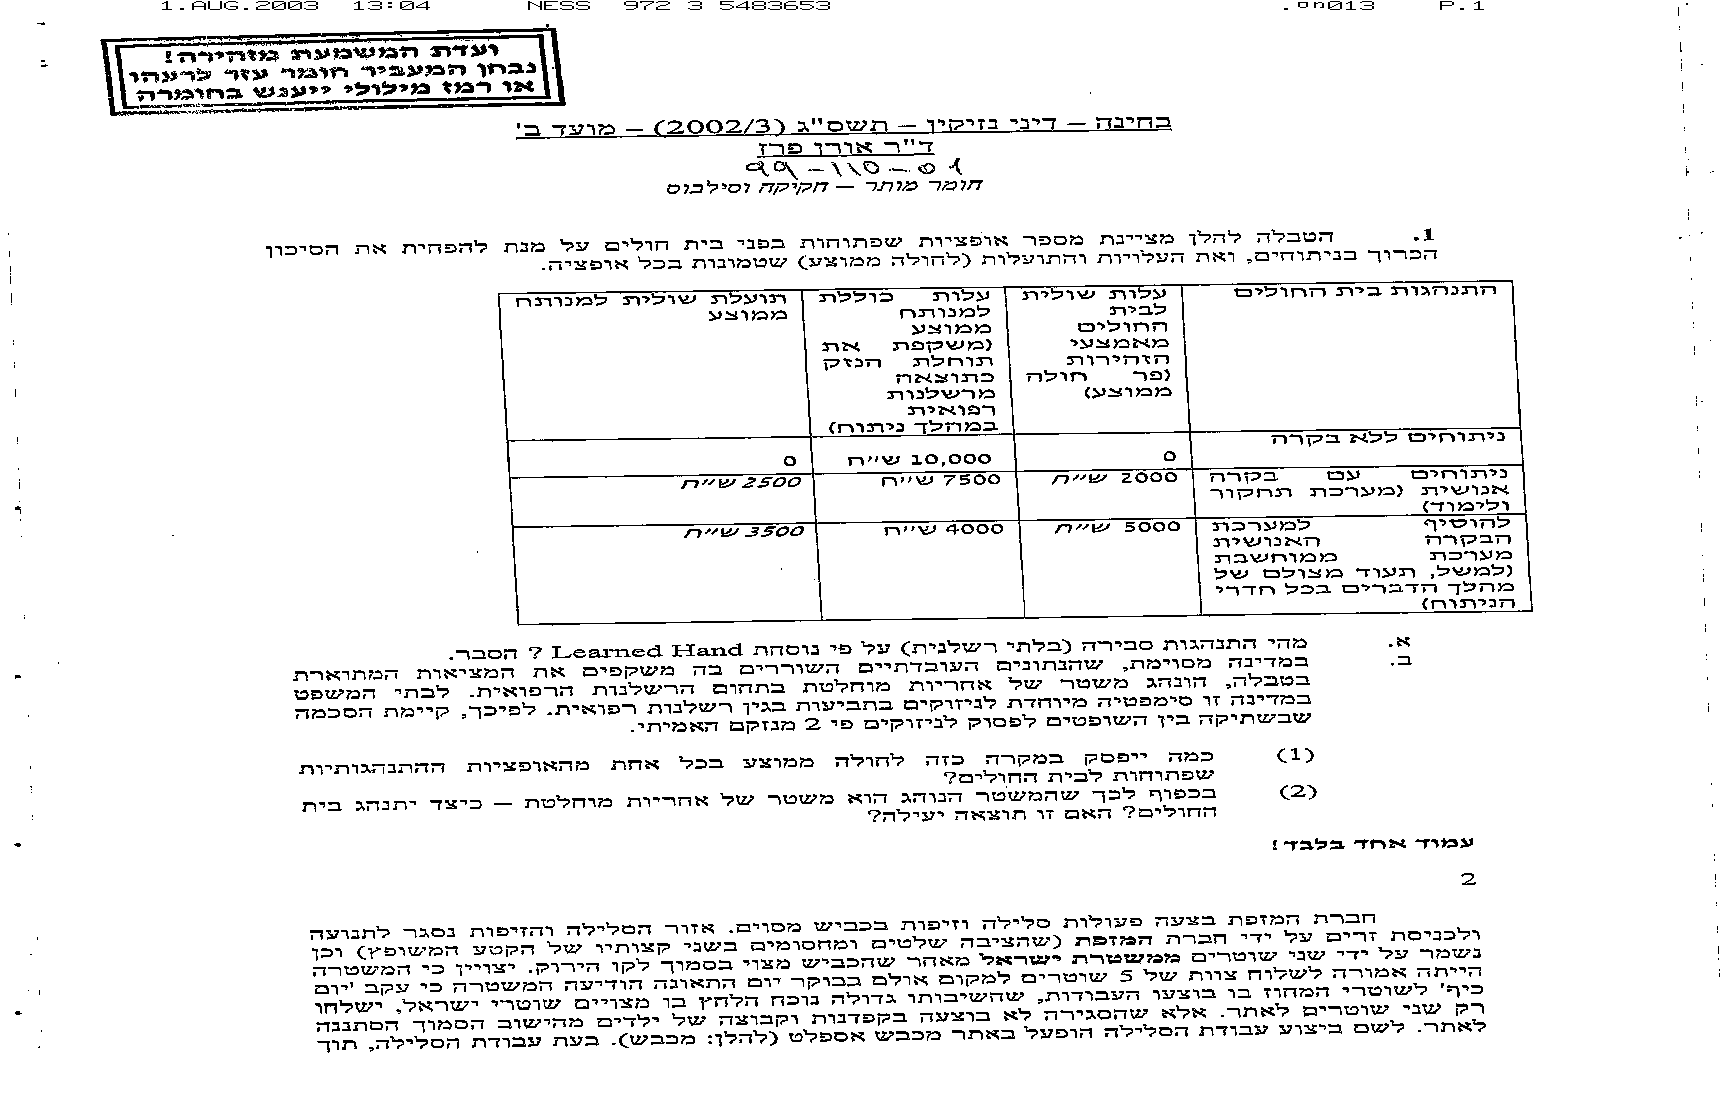 1.AUG.2003 13:04 NESS 972 3 5483653 מס013. P.1
ועדת המשמעת מזהירה!
נבחן המעביר חומר עזר לרעהו
או רמז מילולי ייענש בחומרה
בחינה – דיני נזיקין – תשס"ג (2002/3) – מועד ב'
ד"ר אורן פרז
99-110-01
חומר מותר – חקיקה וסילבוס
1. הטבלה להלן מציינת מספר אופציות שפתוחות בפני בית חולים על מנת להפחית את הסיכון
הכרוך בניתוחים, ואת העלויות והתועלות (לחולה ממוצע) שטמונות בכל אופציה.
התנהגות בית החולים
עלות שולית
לבית
החולים
מאמצעי
הזהירות
(פר חולה
ממוצע)
עלות כוללת
למנותח
ממוצע
(משקפת את
תוחלת הנזק
כתוצאה
מרשלנות
רפואית
במהלך ניתוח)
תועלת שולית למנותח
ממוצע
ניתוחים ללא בקרה
0
10,000 ש״ח
0
ניתוחים עם בקרה
אנושית (מערכת תחקור
ולימוד)
2000 ש״ח
7500 ש״ח
2500 ש״ח
להוסיף למערכת
הבקרה האנושית
מערכת ממוחשבת
(למשל, תעוד מצולם של
מהלך הדברים בכל חדרי
הניתוח)
5000 ש״ח
4000 ש״ח
3500 ש״ח
א. מהי התנהגות סבירה (בלתי רשלנית) על פי נוסחת Learned Hand ? הסבר.
ב. במדינה מסוימת, שהנתונים העובדתיים השוררים בה משקפים את המציאות המתוארת
בטבלה, הונהג משטר של אחריות מוחלטת בתחום הרשלנות הרפואית. לבתי המשפט
במדינה זו סימפטיה מיוחדת לניזוקים בתביעות בגין רשלנות רפואית. לפיכך, קיימת הסכמה
שבשתיקה בין השופטים לפסוק לניזוקים פי 2 מנזקם האמיתי.
(1) כמה ייפסק במקרה כזה לחולה ממוצע בכל אחת מהאופציות ההתנהגותיות
שפתוחות לבית החולים?
(2) בכפוף לכך שהמשטר הנוהג הוא משטר של אחריות מוחלטת – כיצד יתנהג בית
החולים? האם זו תוצאה יעילה?
עמוד אחד בלבד!
2
חברת המזפת בצעה פעולות סלילה וזיפות בכביש מסוים. אזור הסלילה והזיפות נסגר לתנועה
ולכניסת זרים על ידי חברת המזפת (שהציבה שלטים ומחסומים בשני קצותיו של הקטע המשופץ) וכן
נשמר על ידי שני שוטרים ממשטרת ישראל מאחר שהכביש מצוי בסמוך לקו הירוק. יצויין כי המשטרה
הייתה אמורה לשלוח צוות של 5 שוטרים למקום אולם בבוקר יום התאונה הודיעה המשטרה כי עקב 'יום
כיף' לשוטרי המחוז בו בוצעו העבודות, שחשיבותו גדולה נוכח הלחץ בו מצויים שוטרי ישראל, ישלחו
רק שני שוטרים לאתר. אלא שהסגירה לא בוצעה בקפדנות וקבוצה של ילדים מהישוב הסמוך הסתננה
לאתר. לשם ביצוע עבודת הסלילה הופעל באתר מכבש אספלט (להלן: מכבש). בעת עבודת הסלילה, תוך